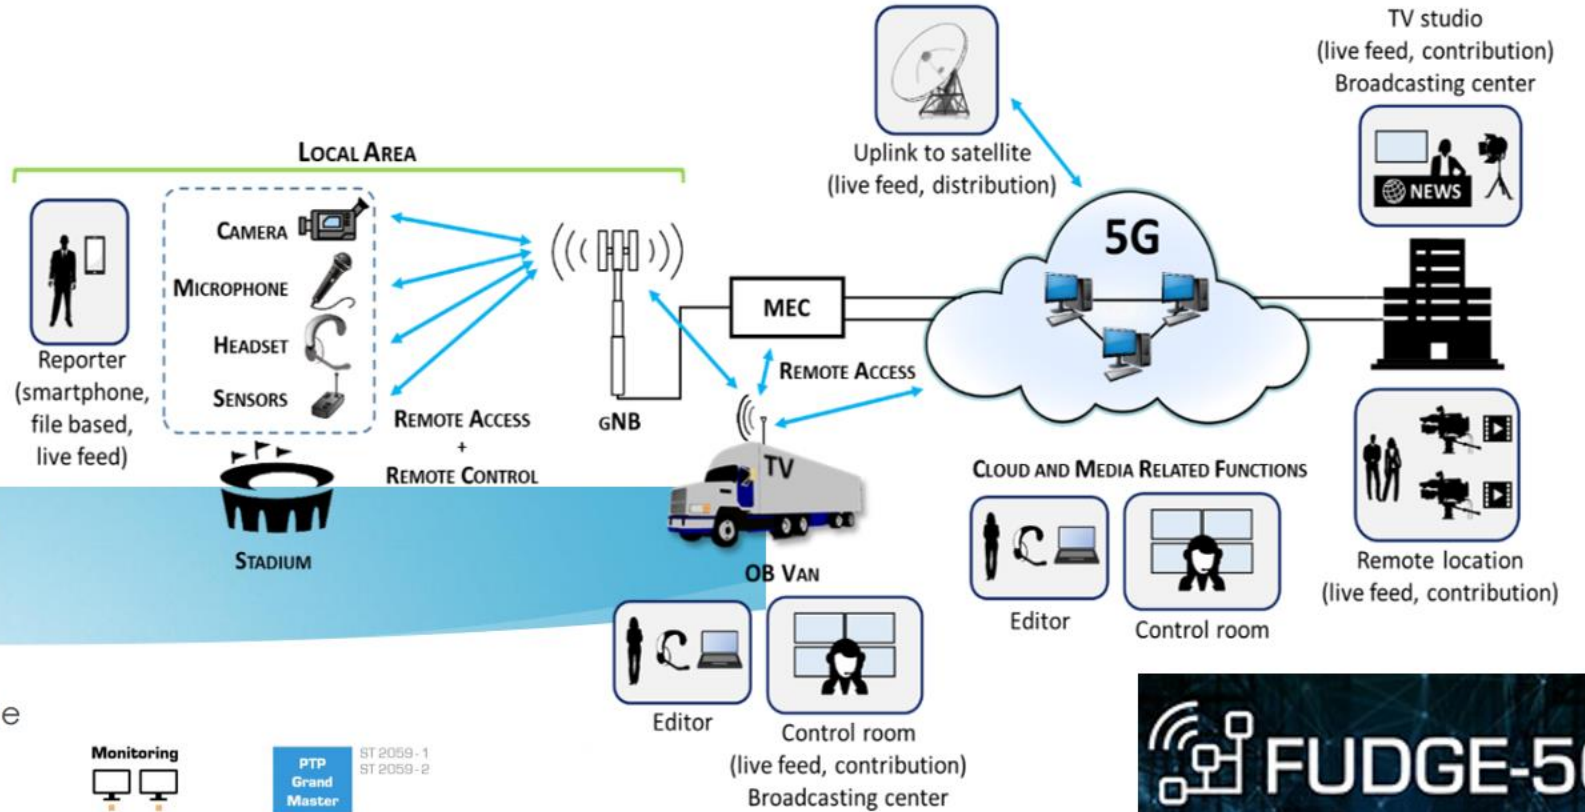 TV studio
(live feed, contribution)
Broadcasting center
NEWS
Uplink to satellite
(live feed, distribution)
LOCAL AREA
CAMERA
MICROPHONE
HEADSET
SENSORS
Reporter
(smartphone,
file based,
live feed)
STADIUM
REMOTE ACCESS
+
REMOTE CONTROL
GNB
MEC
REMOTE ACCESS
5G
TV
OB VAN
CLOUD AND MEDIA RELATED FUNCTIONS
Editor
Control room
Remote location
(live feed, contribution)
Editor
Control room
(live feed, contribution)
Broadcasting center
e
Monitoring
PTP
Grand
Master
ST 2059-1
ST 2059-2
FUDGE-5G